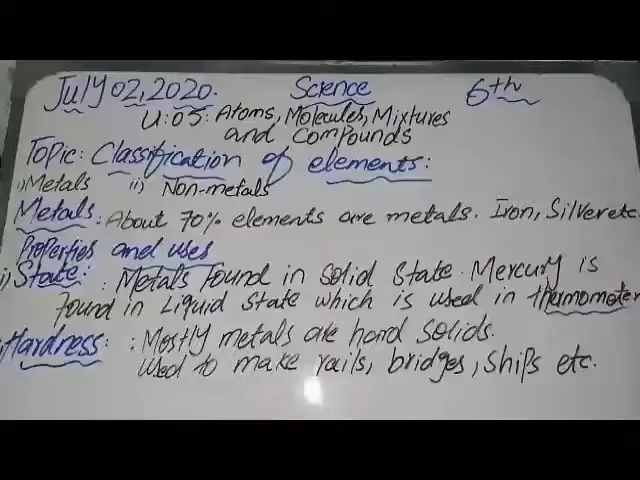 July 02, 2020. Science 6th
U:05: Atoms, Molecules, Mixtures
and Compounds
Topic: Classification of elements:
i) Metals ii) Non-metals
Metals: About 70% elements are metals. Iron, Silver etc.
Properties and uses
i) State: : Metals found in solid state. Mercury is
found in Liquid state which is used in thermometer
Hardness: : Mostly metals are hard solids.
Used to make rails, bridges, ships etc.